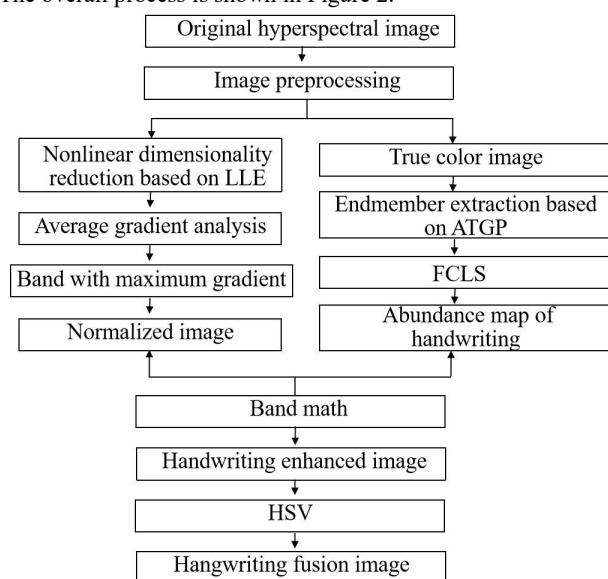 The overall process is shown in Figure 2.
Original hyperspectral image
Image preprocessing
Nonlinear dimensionality
reduction based on LLE
Average gradient analysis
Band with maximum gradient
Normalized image
True color image
Endmember extraction based
on ATGP
FCLS
Abundance map of
handwriting
Band math
Handwriting enhanced image
HSV
Hangwriting fusion image